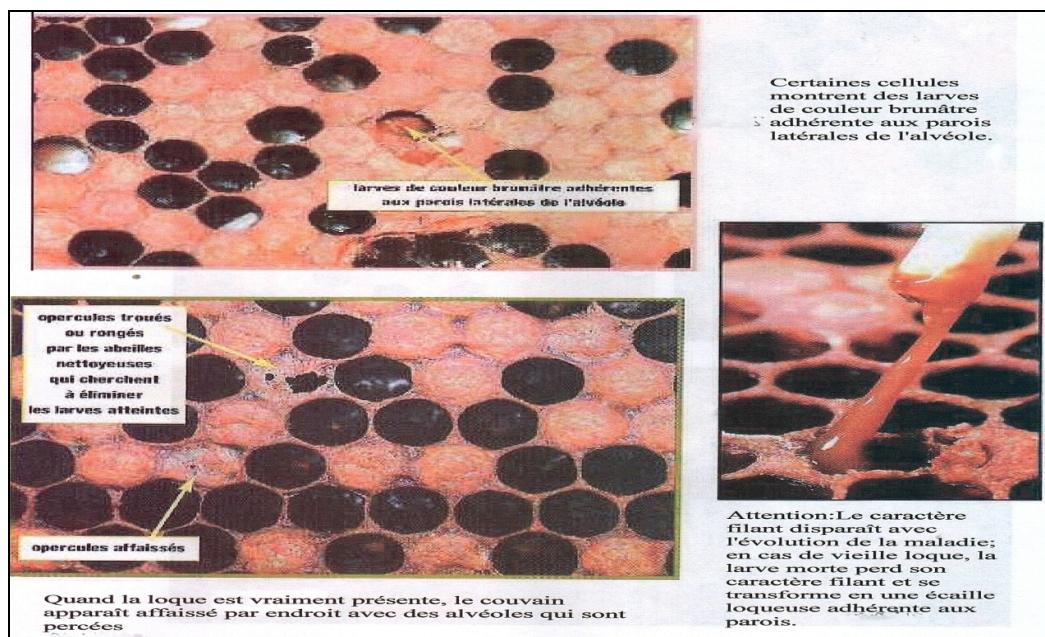 Certaines cellules
montrent des larves
de couleur brunâtre
adhérente aux parois
latérales de l'alvéole.
larves de couleur brunâtre adhérentes
aux parois latérales de l'alvéole
opercules troués
ou rongés
par les abeilles
nettoyeuses
qui cherchent
à éliminer
les larves atteintes
opercules affaissés
Quand la loque est vraiment présente, le couvain
apparaît affaissé par endroit avec des alvéoles qui sont
percées
Attention:Le caractère
filant disparaît avec
l'évolution de la maladie;
en cas de vieille loque, la
larve morte perd son
caractère filant et se
transforme en une écaille
loqueuse adhérente aux
parois.